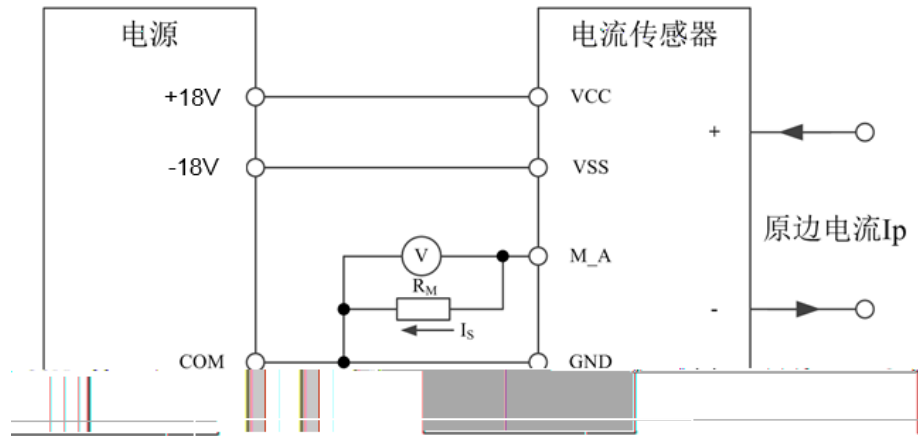 电源
电流传感器
+18V
VCC
+
-18V
VSS
原边电流Ip
V
M_A
R_M
-
I_S
COM
GND